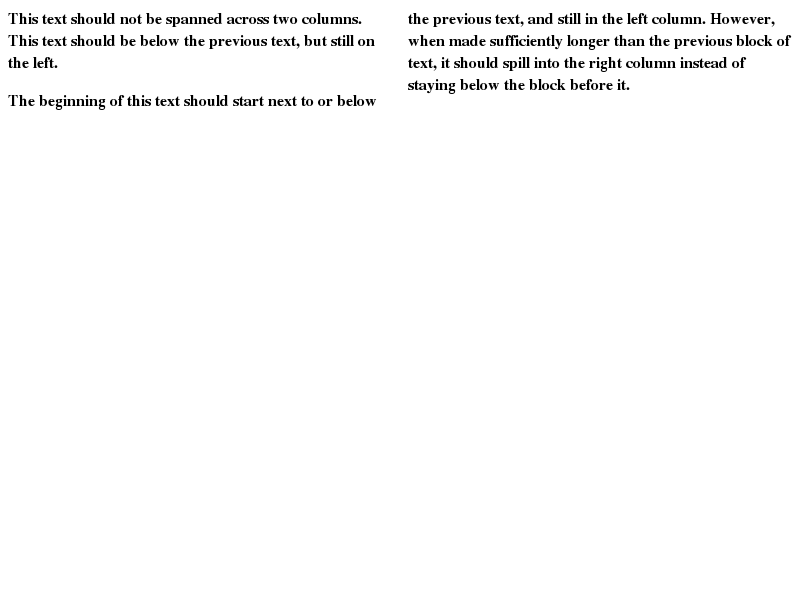 This text should not be spanned across two columns.
This text should be below the previous text, but still on
the left.
The beginning of this text should start next to or below
the previous text, and still in the left column. However,
when made sufficiently longer than the previous block of
text, it should spill into the right column instead of
staying below the block before it.